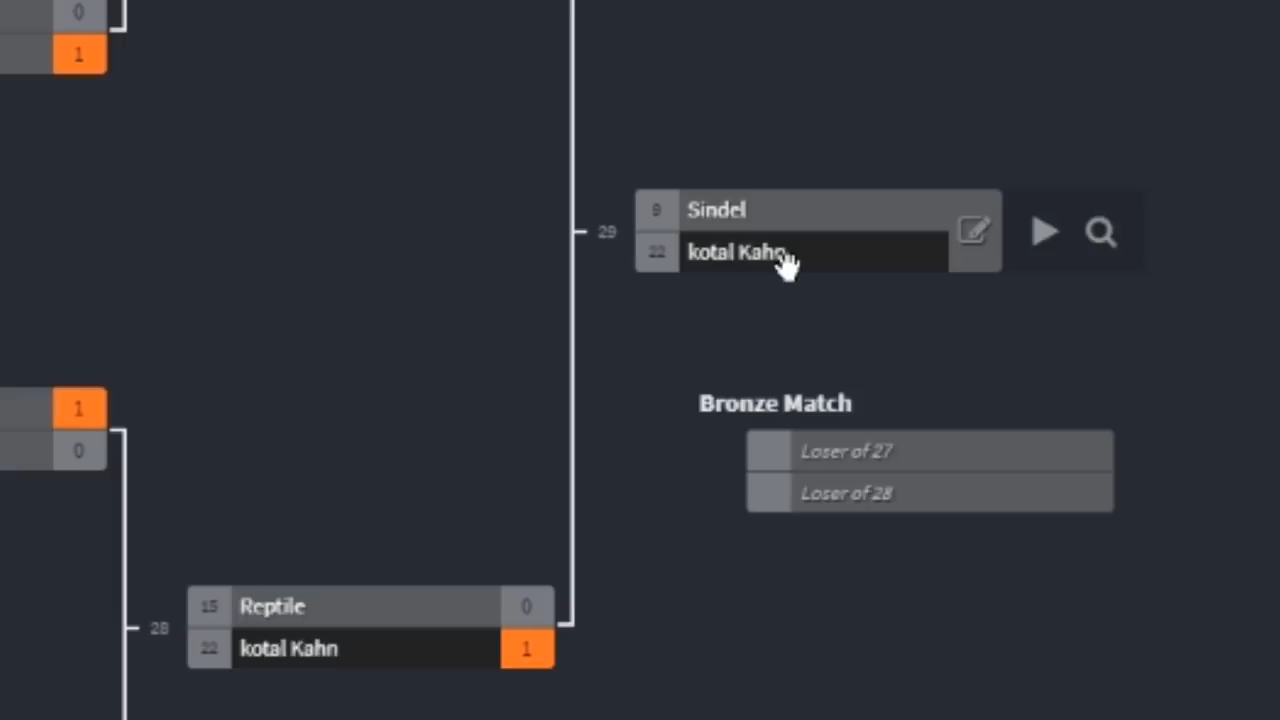 0
1
29
9 Sindel
22 kotal Kahn
1
0
Bronze Match
Loser of 27
Loser of 28
28
15 Reptile 0
22 kotal Kahn 1